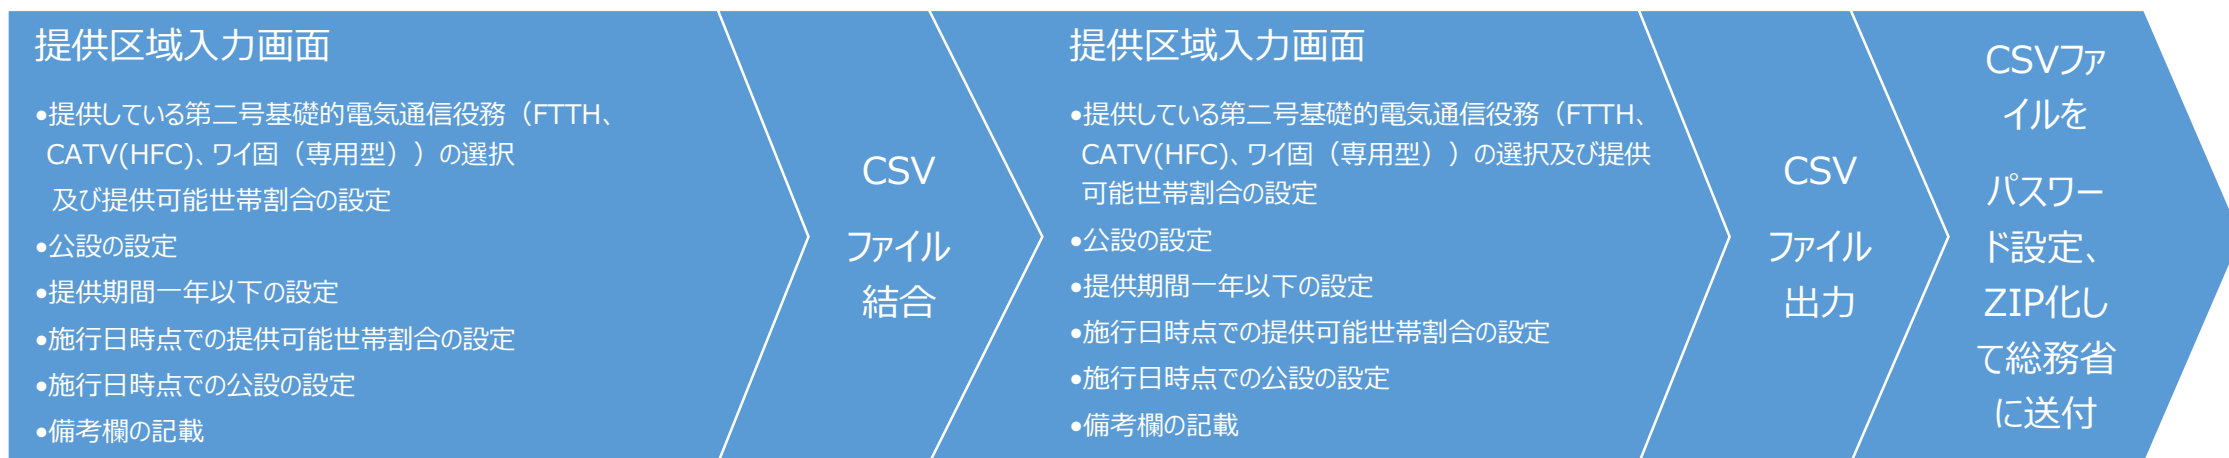 提供区域入力画面
•提供している第二号基礎的電気通信役務（FTTH、
CATV(HFC)、ワイ固（専用型））の選択
及び提供可能世帯割合の設定
•公設の設定
•提供期間一年以下の設定
•施行日時点での提供可能世帯割合の設定
•施行日時点での公設の設定
•備考欄の記載
CSV
ファイル
結合
提供区域入力画面
•提供している第二号基礎的電気通信役務（FTTH、
CATV(HFC)、ワイ固（専用型））の選択及び提供
可能世帯割合の設定
•公設の設定
•提供期間一年以下の設定
•施行日時点での提供可能世帯割合の設定
•施行日時点での公設の設定
•備考欄の記載
CSV
ファイル
出力
CSVファ
イルを
パスワー
ド設定、
ZIP化し
て総務省
に送付